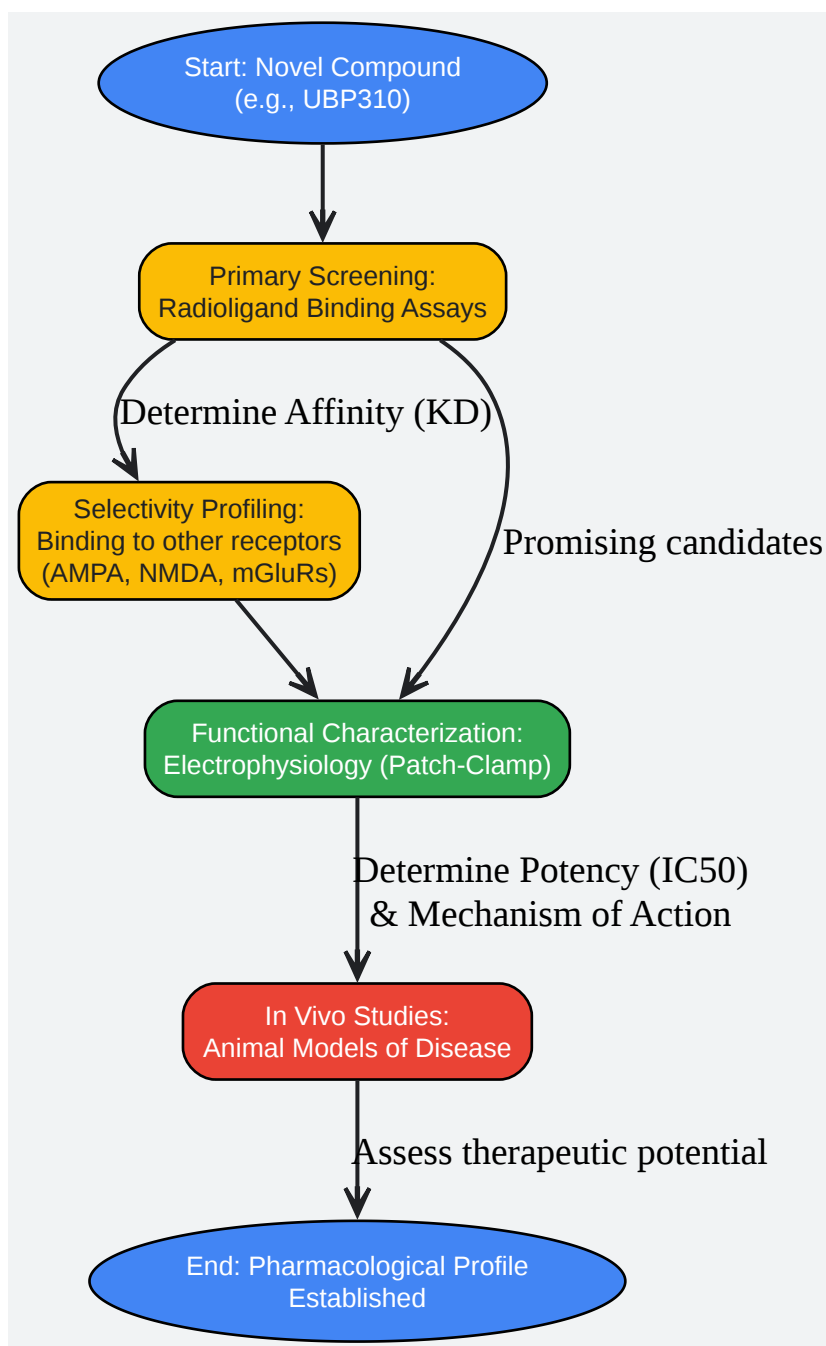 Start: Novel Compound
(e.g., UBP310)
Primary Screening:
Radioligand Binding Assays
Determine Affinity (KD)
Selectivity Profiling:
Binding to other receptors
(AMPA, NMDA, mGluRs)
Promising candidates
Functional Characterization:
Electrophysiology (Patch-Clamp)
Determine Potency (IC50)
& Mechanism of Action
In Vivo Studies:
Animal Models of Disease
Assess therapeutic potential
End: Pharmacological Profile
Established